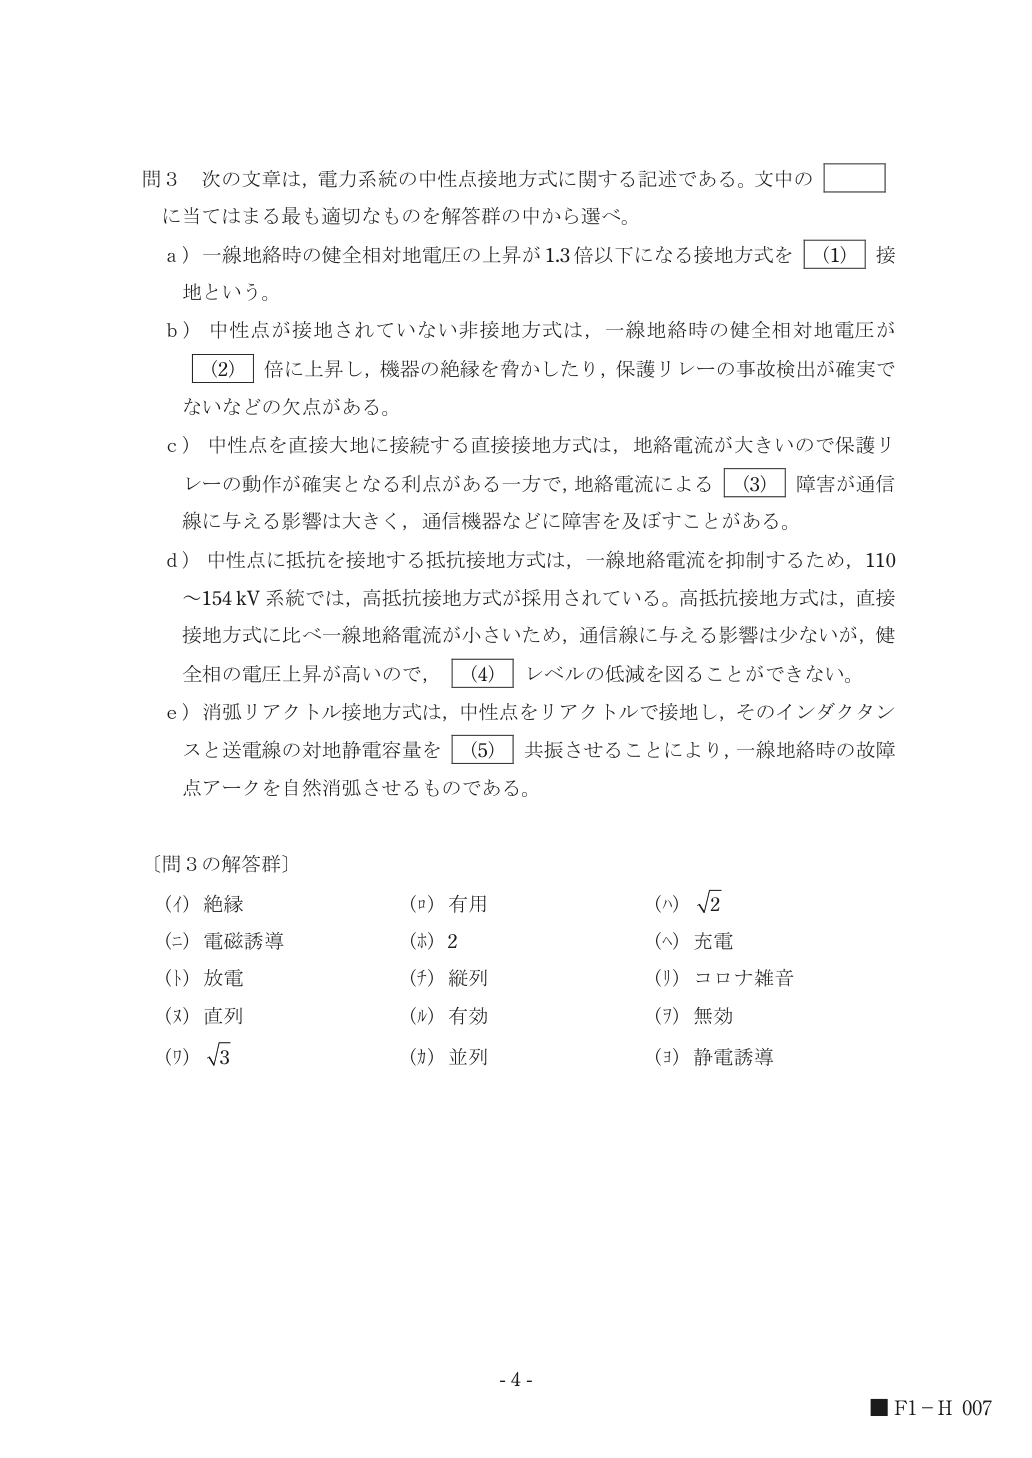 問3　次の文章は，電力系統の中性点接地方式に関する記述である。文中の
に当てはまる最も適切なものを解答群の中から選べ。
a）一線地絡時の健全相対地電圧の上昇が1.3倍以下になる接地方式を （1） 接
地という。
b） 中性点が接地されていない非接地方式は，一線地絡時の健全相対地電圧が
（2） 倍に上昇し，機器の絶縁を脅かしたり，保護リレーの事故検出が確実で
ないなどの欠点がある。
c） 中性点を直接大地に接続する直接接地方式は，地絡電流が大きいので保護リ
レーの動作が確実となる利点がある一方で，地絡電流による （3） 障害が通信
線に与える影響は大きく，通信機器などに障害を及ぼすことがある。
d） 中性点に抵抗を接地する抵抗接地方式は，一線地絡電流を抑制するため，110
～154 kV 系統では，高抵抗接地方式が採用されている。高抵抗接地方式は，直接
接地方式に比べ一線地絡電流が小さいため，通信線に与える影響は少ないが，健
全相の電圧上昇が高いので， （4） レベルの低減を図ることができない。
e）消弧リアクトル接地方式は，中性点をリアクトルで接地し，そのインダクタン
スと送電線の対地静電容量を （5） 共振させることにより，一線地絡時の故障
点アークを自然消弧させるものである。
〔問3の解答群〕
（イ） 絶縁　（ロ） 有用　（ハ） √2
（ニ） 電磁誘導　（ホ） 2　（ヘ） 充電
（ト） 放電　（チ） 縦列　（リ） コロナ雑音
（ヌ） 直列　（ル） 有効　（ヲ） 無効
（ワ） √3　（カ） 並列　（ヨ） 静電誘導
- 4 -
■ F1－H 007